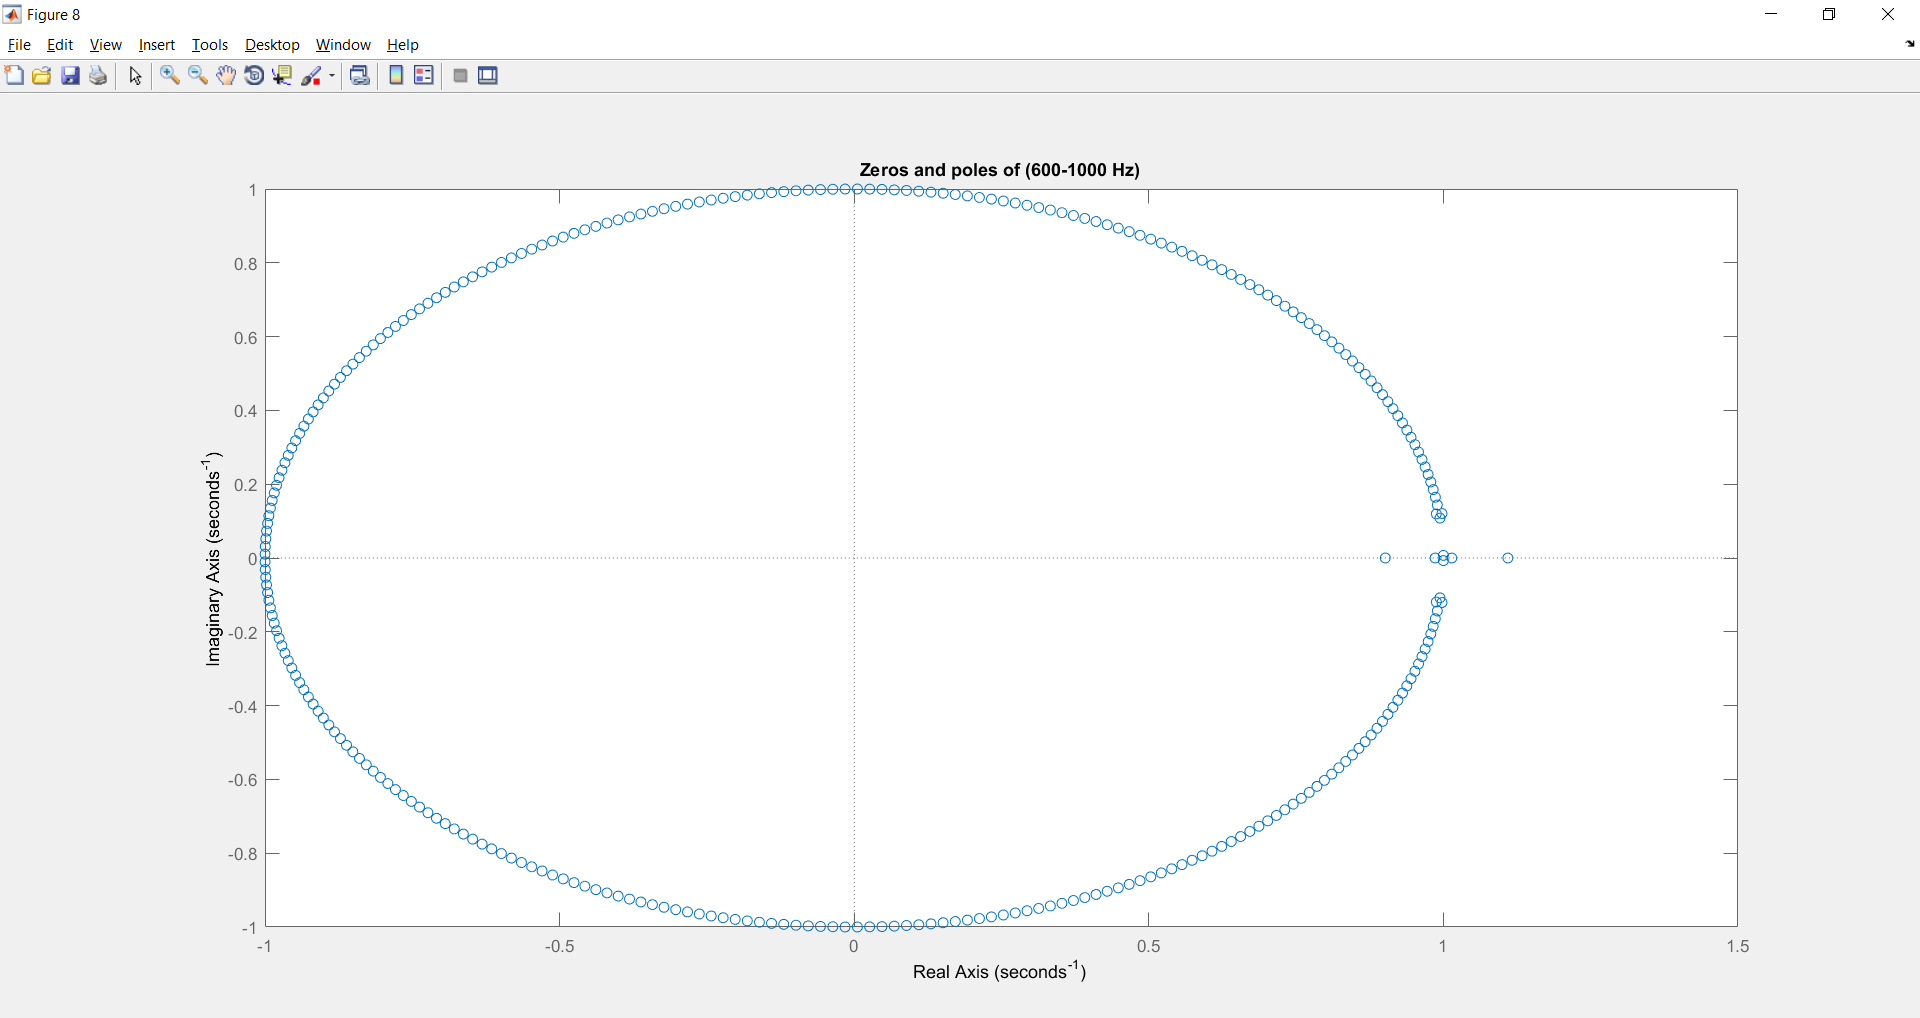 Figure 8
File Edit View Insert Tools Desktop Window Help
Zeros and poles of (600-1000 Hz)
1
0.8
0.6
0.4
0.2
0
-0.2
-0.4
-0.6
-0.8
-1
Imaginary Axis (seconds⁻¹)
-1 -0.5 0 0.5 1 1.5
Real Axis (seconds⁻¹)